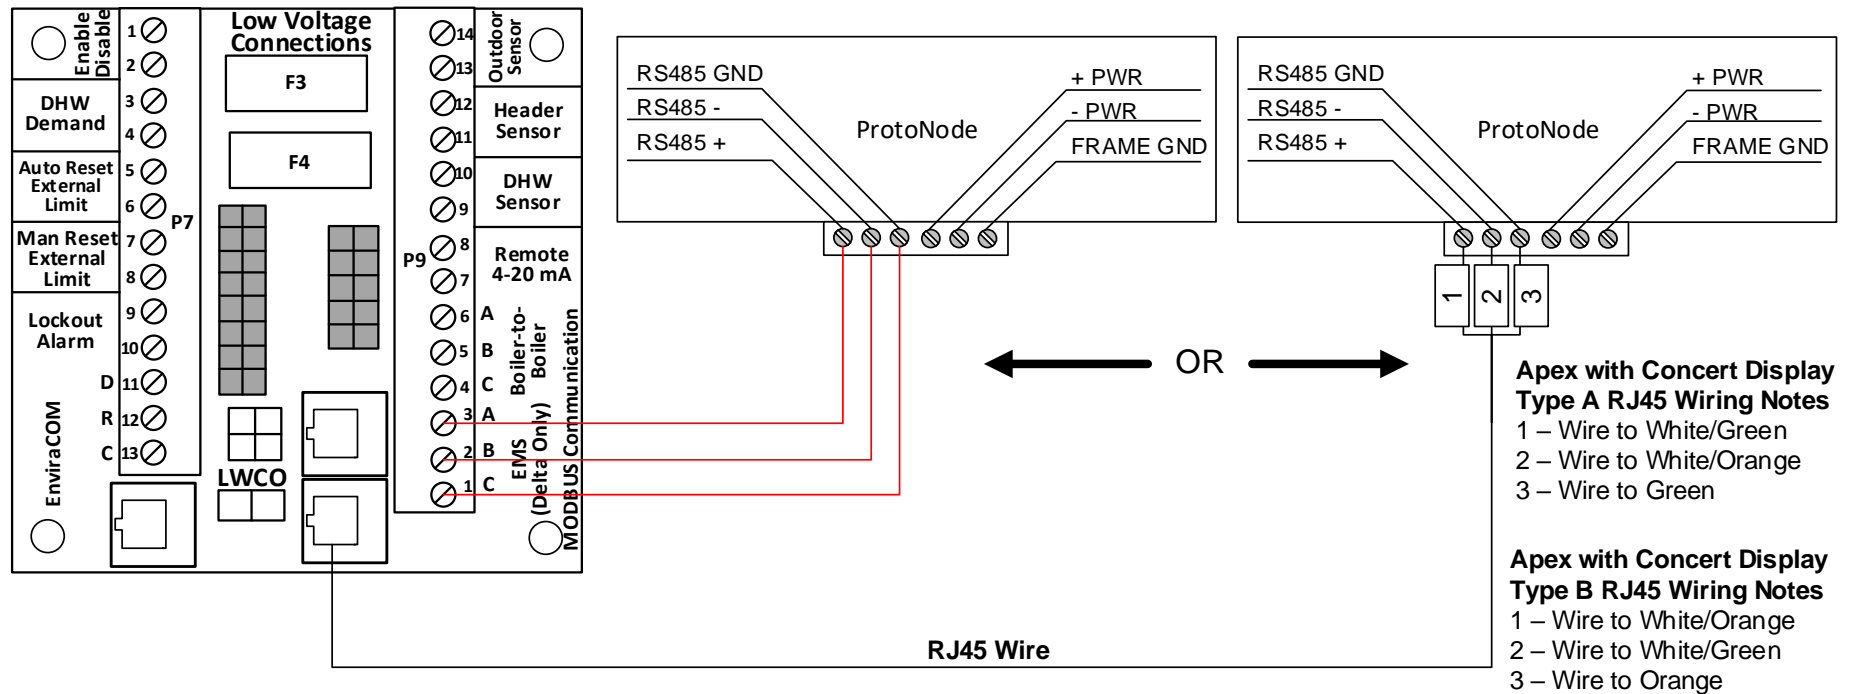 Low Voltage
Connections
Enable
Disable
1
2
DHW
Demand
3
4
Auto Reset
External
Limit
5
6
Man Reset
External
Limit
7
8
Lockout
Alarm
9
10
D 11
R 12
C 13
EnviraCOM
P7
F3
F4
LWCO
P9
14
13
Outdoor
Sensor
12
11
Header
Sensor
10
9
DHW
Sensor
8
7
Remote
4-20 mA
6 A
5 B
4 C
Boiler-to-
Boiler
3 A
2 B
1 C
EMS
(Delta Only)
MODBUS Communication
RS485 GND
RS485 -
RS485 +
ProtoNode
+ PWR
- PWR
FRAME GND
OR
RS485 GND
RS485 -
RS485 +
ProtoNode
+ PWR
- PWR
FRAME GND
1
2
3
Apex with Concert Display
Type A RJ45 Wiring Notes
1 – Wire to White/Green
2 – Wire to White/Orange
3 – Wire to Green
Apex with Concert Display
Type B RJ45 Wiring Notes
1 – Wire to White/Orange
2 – Wire to White/Green
3 – Wire to Orange
RJ45 Wire